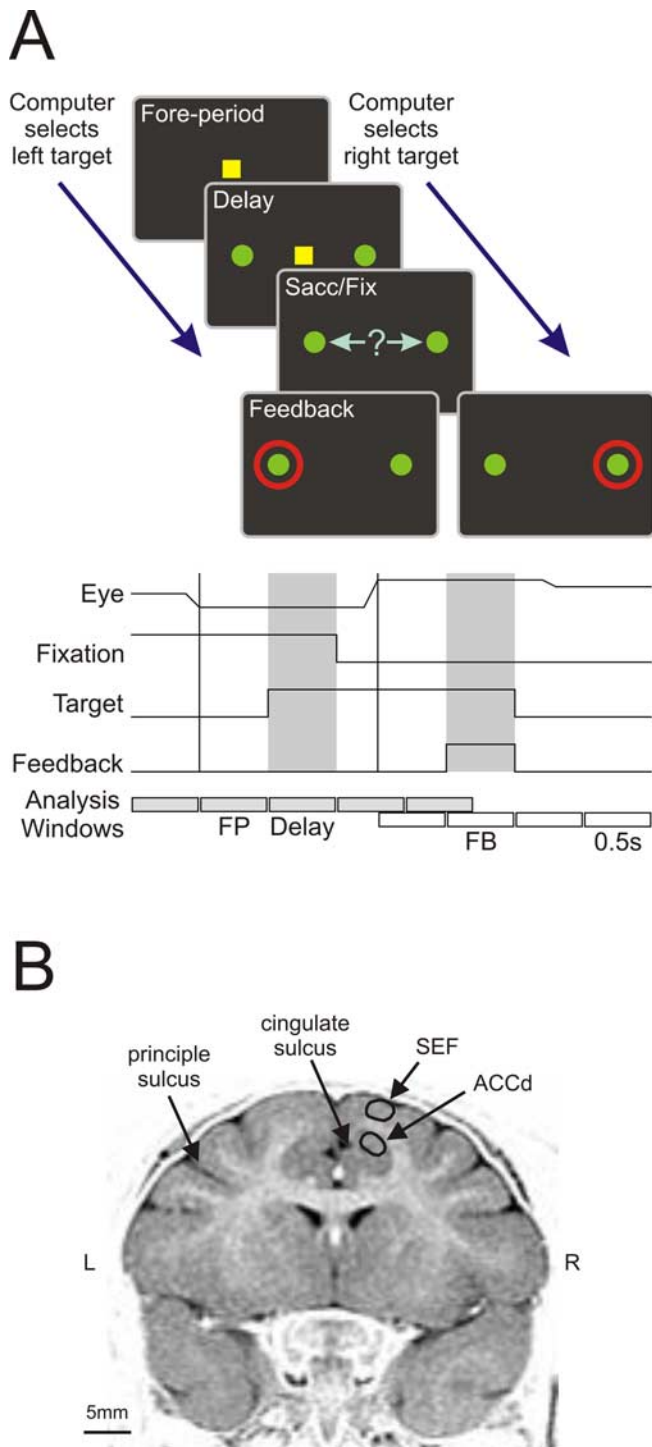 A
Computer
selects
left target
Computer
selects
right target
Fore-period
Delay
Sacc/Fix
?
Feedback
Eye
Fixation
Target
Feedback
Analysis
Windows
FP
Delay
FB
0.5s
B
principle
sulcus
cingulate
sulcus
SEF
ACCd
L
R
5mm